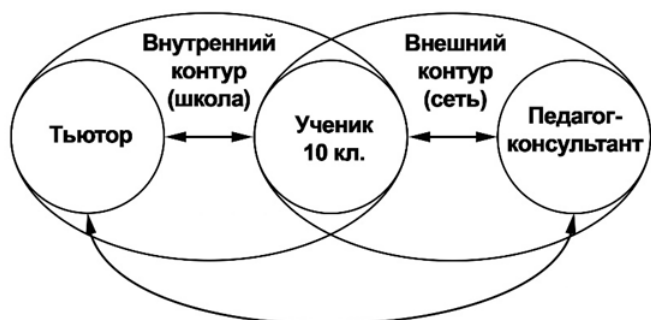 Внутренний
контур
(школа)
Внешний
контур
(сеть)
Тьютор
Ученик
10 кл.
Педагог-
консультант